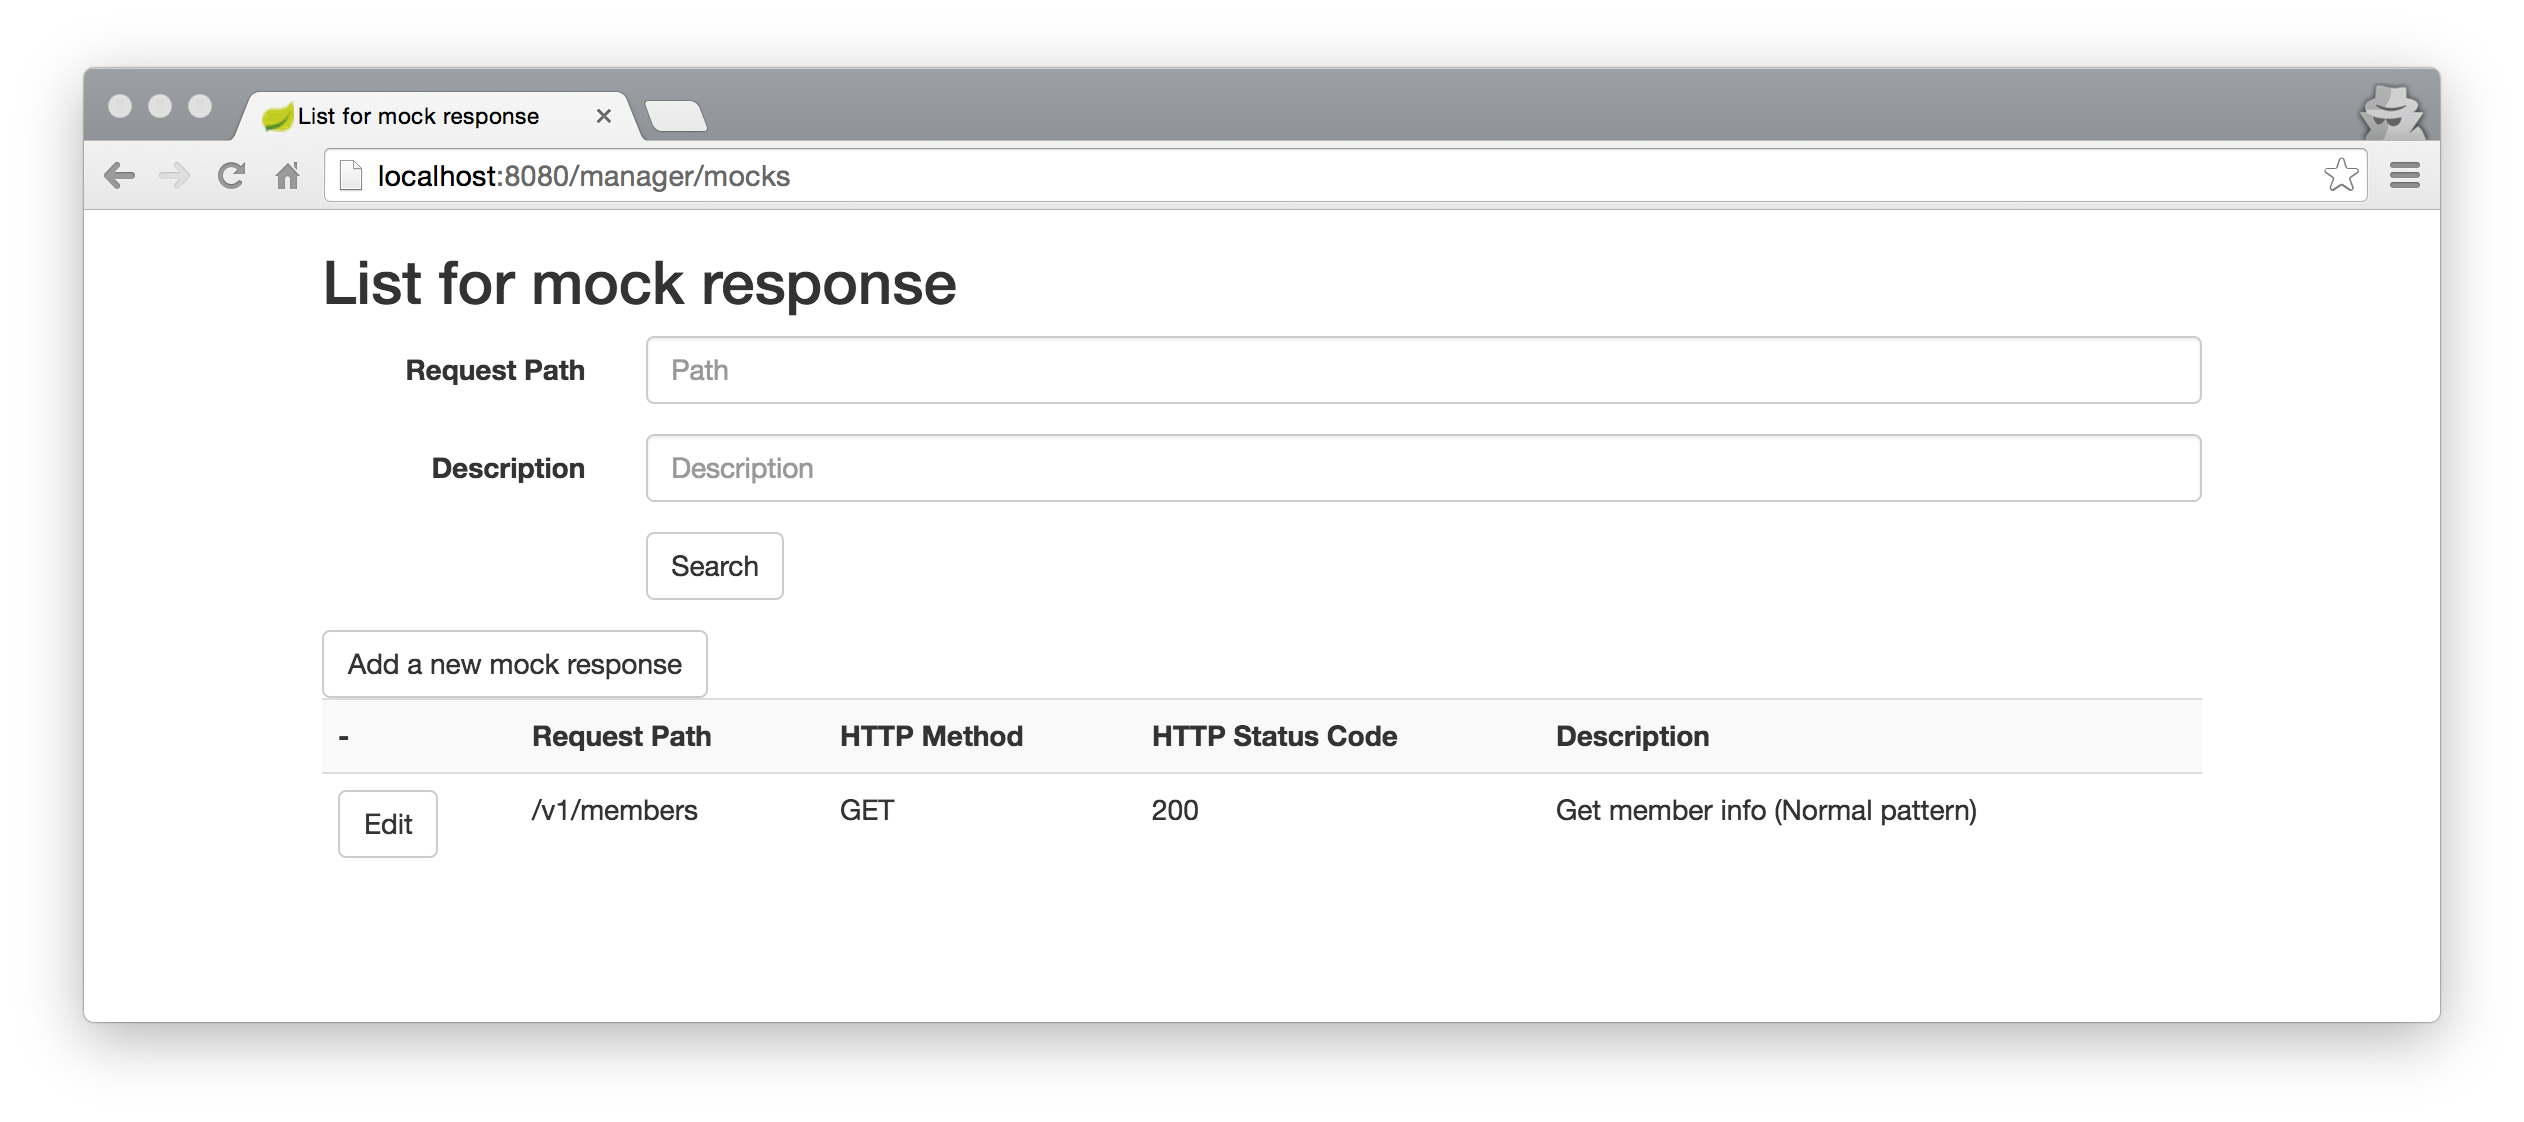 List for mock response
localhost:8080/manager/mocks
List for mock response
Request Path Path
Description Description
Search
Add a new mock response
- Request Path HTTP Method HTTP Status Code Description
Edit /v1/members GET 200 Get member info (Normal pattern)